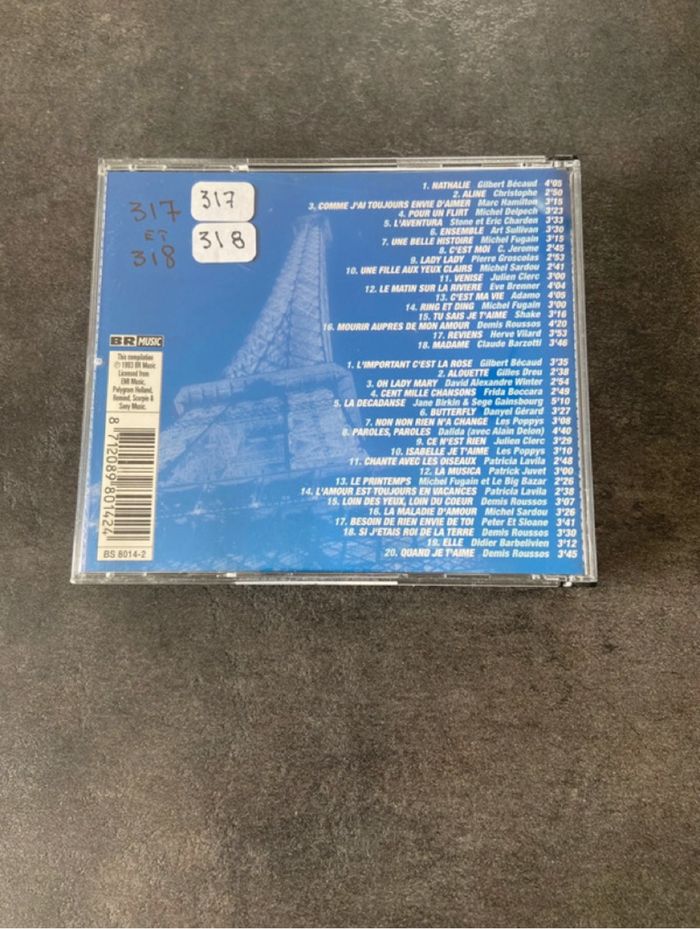 317
ET
318
317
318
1. NATHALIE Gilbert Bécaud 4'05
2. ALINE Christophe 2'50
3. COMME J'AI TOUJOURS ENVIE D'AIMER Marc Hamilton 3'15
4. POUR UN FLIRT Michel Delpech 3'23
5. L'AVENTURA Stone et Eric Charden 3'33
6. ENSEMBLE Art Sullivan 3'30
7. UNE BELLE HISTOIRE Michel Fugain 3'15
8. C'EST MOI C. Jerome 2'45
9. LADY LADY Pierre Groscolas 2'53
10. UNE FILLE AUX YEUX CLAIRS Michel Sardou 2'41
11. VENISE Julien Clerc 3'00
12. LE MATIN SUR LA RIVIERE Eve Brenner 4'04
13. C'EST MA VIE Adamo 4'05
14. RING ET DING Michel Fugain 3'00
15. TU SAIS JE T'AIME Shake 3'16
16. MOURIR AUPRES DE MON AMOUR Demis Roussos 4'20
17. REVIENS Herve Vilard 3'53
18. MADAME Claude Barzotti 3'46
1. L'IMPORTANT C'EST LA ROSE Gilbert Bécaud 3'35
2. ALOUETTE Gilles Dreu 2'38
3. OH LADY MARY David Alexandre Winter 2'54
4. CENT MILLE CHANSONS Frida Boccara 2'49
5. LA DECADANSE Jane Birkin & Sege Gainsbourg 5'10
6. BUTTERFLY Danyel Gérard 3'27
7. NON NON RIEN N'A CHANGE Les Poppys 3'08
8. PAROLES, PAROLES Dalida (avec Alain Delon) 4'40
9. CE N'EST RIEN Julien Clerc 3'29
10. ISABELLE JE T'AIME Les Poppys 3'10
11. CHANTE AVEC LES OISEAUX Patricia Lavila 2'48
12. LA MUSICA Patrick Juvet 3'00
13. LE PRINTEMPS Michel Fugain et Le Big Bazar 2'26
14. L'AMOUR EST TOUJOURS EN VACANCES Patricia Lavila 2'38
15. LOIN DES YEUX, LOIN DU COEUR Demis Roussos 3'07
16. LA MALADIE D'AMOUR Michel Sardou 3'26
17. BESOIN DE RIEN ENVIE DE TOI Peter Et Sloane 3'41
18. SI J'ETAIS ROI DE LA TERRE Demis Roussos 3'30
19. ELLE Didier Barbelivien 3'12
20. QUAND JE T'AIME Demis Roussos 3'45
BR MUSIC
This compilation
℗ 1993 BR Music
Licensed from
EMI Music,
Polygram Holland,
Remand, Scorpio &
Sony Music.
8 712089 801424
BS 8014-2